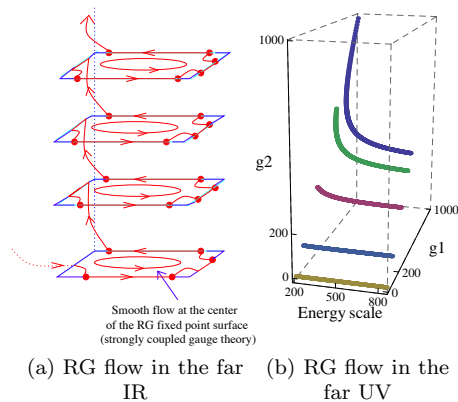 Smooth flow at the center
of the RG fixed point surface
(strongly coupled gauge theory)
(a) RG flow in the far
IR
1000
g2
200
0
200
500
800
Energy scale
0
200
g1
1000
(b) RG flow in the
far UV